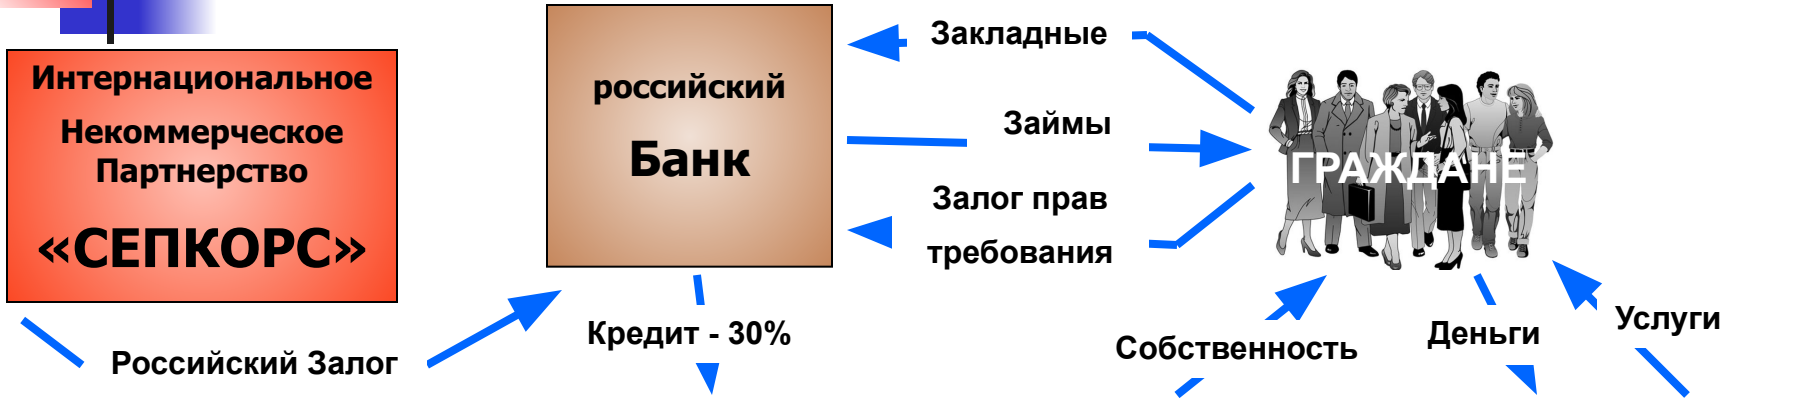 Интернациональное
Некоммерческое
Партнерство
«СЕПКОРС»
российский
Банк
Закладные
Займы
Залог прав
требования
ГРАЖДАНЕ
Российский Залог
Кредит - 30%
Собственность
Деньги
Услуги